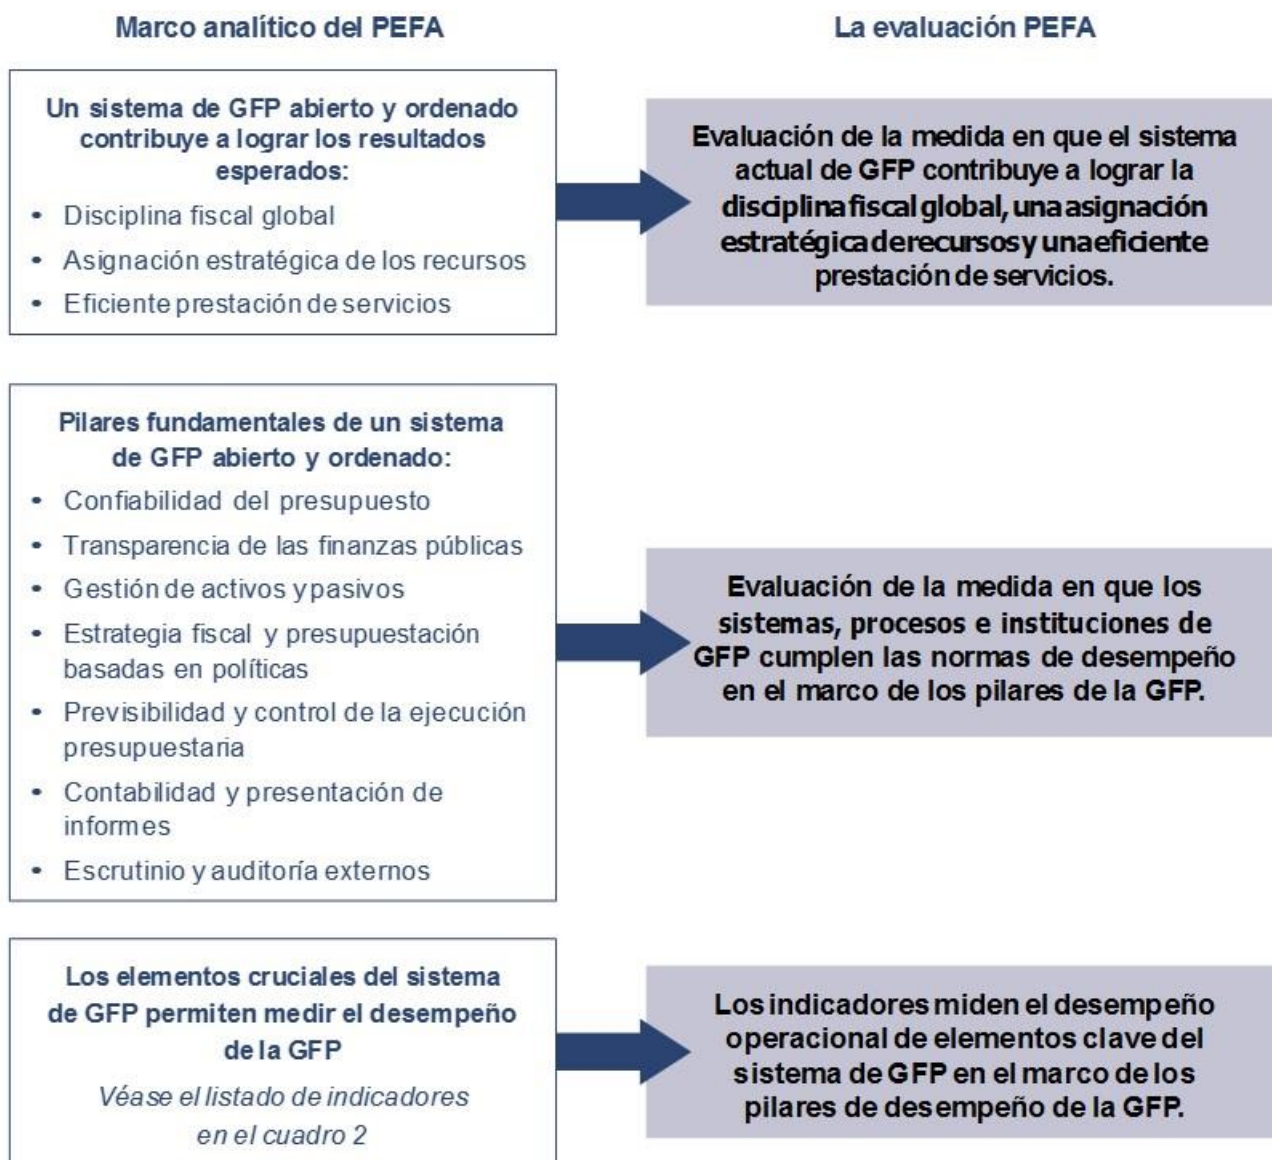 Marco analítico del PEFA
La evaluación PEFA
Un sistema de GFP abierto y ordenado
contribuye a lograr los resultados
esperados:
• Disciplina fiscal global
• Asignación estratégica de los recursos
• Eficiente prestación de servicios
Evaluación de la medida en que el sistema
actual de GFP contribuye a lograr la
disciplina fiscal global, una asignación
estratégica de recursos y una eficiente
prestación de servicios.
Pilares fundamentales de un sistema
de GFP abierto y ordenado:
• Confiabilidad del presupuesto
• Transparencia de las finanzas públicas
• Gestión de activos y pasivos
• Estrategia fiscal y presupuestación
basadas en políticas
• Previsibilidad y control de la ejecución
presupuestaria
• Contabilidad y presentación de
informes
• Escrutinio y auditoría externos
Evaluación de la medida en que los
sistemas, procesos e instituciones de
GFP cumplen las normas de desempeño
en el marco de los pilares de la GFP.
Los elementos cruciales del sistema
de GFP permiten medir el desempeño
de la GFP
Véase el listado de indicadores
en el cuadro 2
Los indicadores miden el desempeño
operacional de elementos clave del
sistema de GFP en el marco de los
pilares de desempeño de la GFP.